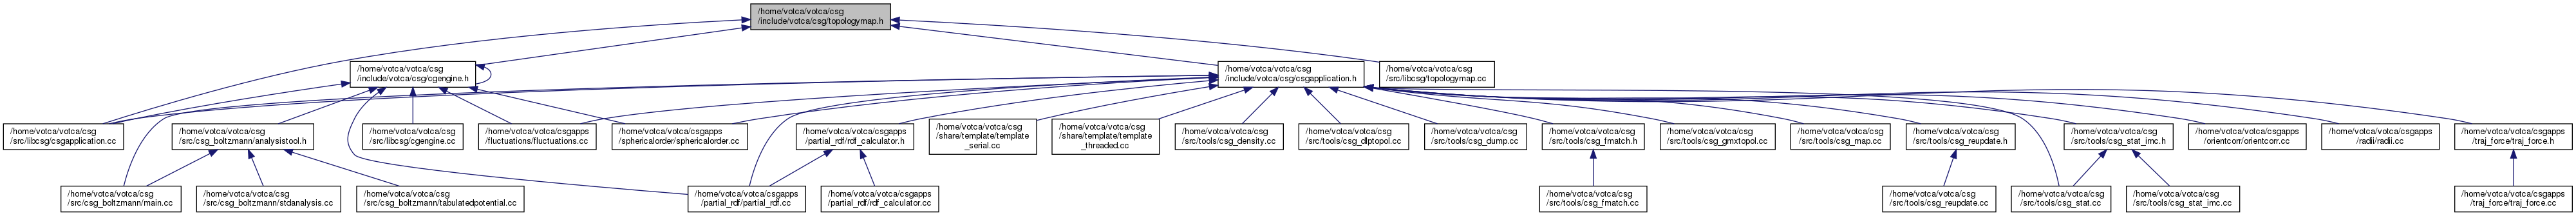 /home/votca/votca/csg
/include/votca/csg/topologymap.h
/home/votca/votca/csg
/include/votca/csg/cgengine.h
/home/votca/votca/csg
/include/votca/csg/csgapplication.h
/home/votca/votca/csg
/src/libcsg/topologymap.cc
/home/votca/votca/csg
/src/libcsg/csgapplication.cc
/home/votca/votca/csg
/src/csg_boltzmann/analysistool.h
/home/votca/votca/csg
/src/libcsg/cgengine.cc
/home/votca/votca/csgapps
/fluctuations/fluctuations.cc
/home/votca/votca/csgapps
/sphericalorder/sphericalorder.cc
/home/votca/votca/csgapps
/partial_rdf/rdf_calculator.h
/home/votca/votca/csg
/share/template/template
_serial.cc
/home/votca/votca/csg
/share/template/template
_threaded.cc
/home/votca/votca/csg
/src/tools/csg_density.cc
/home/votca/votca/csg
/src/tools/csg_dlptopol.cc
/home/votca/votca/csg
/src/tools/csg_dump.cc
/home/votca/votca/csg
/src/tools/csg_fmatch.h
/home/votca/votca/csg
/src/tools/csg_gmxtopol.cc
/home/votca/votca/csg
/src/tools/csg_map.cc
/home/votca/votca/csg
/src/tools/csg_reupdate.h
/home/votca/votca/csg
/src/tools/csg_stat_imc.h
/home/votca/votca/csgapps
/orientcorr/orientcorr.cc
/home/votca/votca/csgapps
/radii/radii.cc
/home/votca/votca/csgapps
/traj_force/traj_force.h
/home/votca/votca/csg
/src/csg_boltzmann/main.cc
/home/votca/votca/csg
/src/csg_boltzmann/stdanalysis.cc
/home/votca/votca/csg
/src/csg_boltzmann/tabulatedpotential.cc
/home/votca/votca/csgapps
/partial_rdf/partial_rdf.cc
/home/votca/votca/csgapps
/partial_rdf/rdf_calculator.cc
/home/votca/votca/csg
/src/tools/csg_fmatch.cc
/home/votca/votca/csg
/src/tools/csg_reupdate.cc
/home/votca/votca/csg
/src/tools/csg_stat.cc
/home/votca/votca/csg
/src/tools/csg_stat_imc.cc
/home/votca/votca/csgapps
/traj_force/traj_force.cc